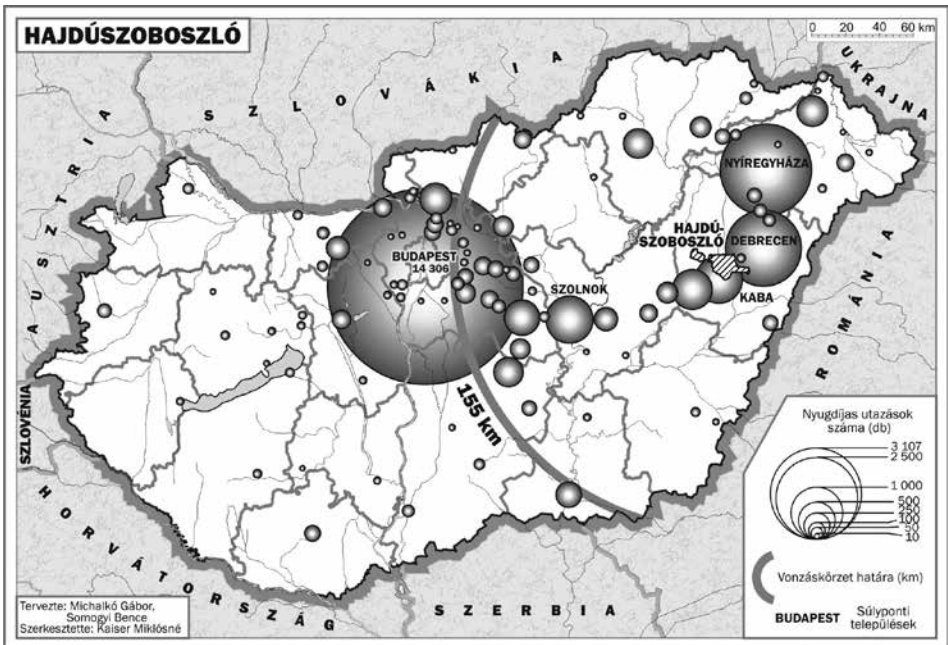 HAJDÚSZOBOSZLÓ
0 20 40 60 km
UKRAJNA
SZLOVÁKIA
AUSZTRIA
NYÍREGYHÁZA
HAJDÚ-
SZOBOSZLÓ
DEBRECEN
BUDAPEST
14 306
SZOLNOK
KABA
ROMÁNIA
155 km
SZLOVÉNIA
HORVÁTORSZÁG
SZERBIA
Nyugdíjas utazások
száma (db)
3 107
2 500
1 000
500
250
100
50
10
Vonzáskörzet határa (km)
BUDAPEST Súlyponti
települések
Tervezte: Michalkó Gábor,
Somogyi Bence
Szerkesztette: Kaiser Miklósné